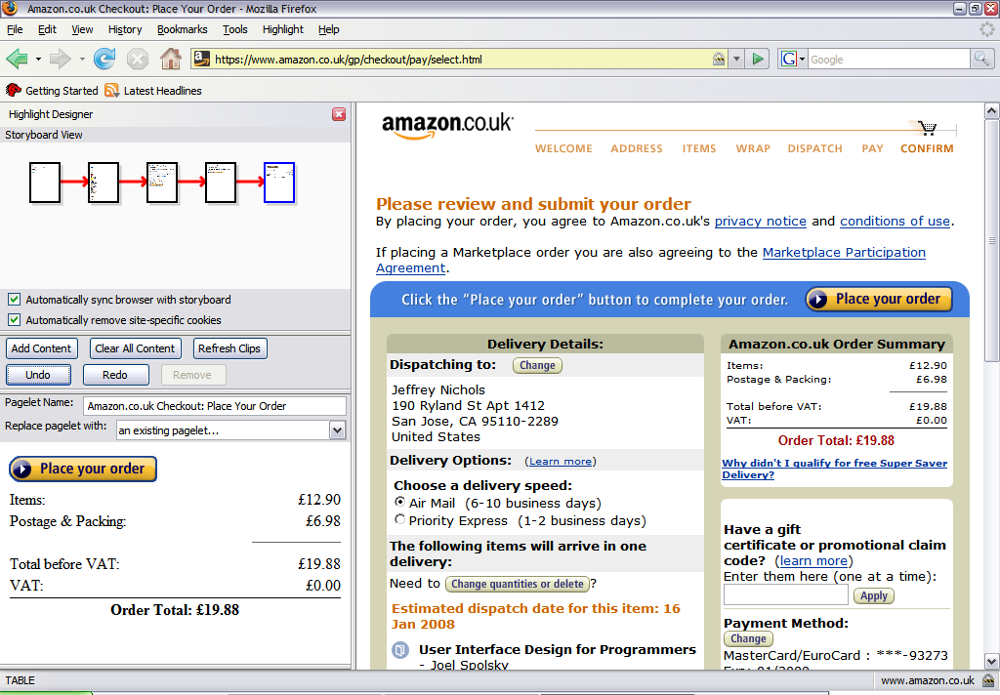 Amazon.co.uk Checkout: Place Your Order - Mozilla Firefox
File Edit View History Bookmarks Tools Highlight Help
https://www.amazon.co.uk/gp/checkout/pay/select.html
G Google
Getting Started Latest Headlines
Highlight Designer
Storyboard View
Automatically sync browser with storyboard
Automatically remove site-specific cookies
Add Content Clear All Content Refresh Clips
Undo Redo Remove
Pagelet Name: Amazon.co.uk Checkout: Place Your Order
Replace pagelet with: an existing pagelet...
Place your order
Items: £12.90
Postage & Packing: £6.98
Total before VAT: £19.88
VAT: £0.00
Order Total: £19.88
amazon.co.uk
WELCOME ADDRESS ITEMS WRAP DISPATCH PAY CONFIRM
Please review and submit your order
By placing your order, you agree to Amazon.co.uk's privacy notice and conditions of use.
If placing a Marketplace order you are also agreeing to the Marketplace Participation
Agreement.
Click the “Place your order” button to complete your order. Place your order
Delivery Details:
Dispatching to: Change
Jeffrey Nichols
190 Ryland St Apt 1412
San Jose, CA 95110-2289
United States
Delivery Options: (Learn more)
Choose a delivery speed:
Air Mail (6-10 business days)
Priority Express (1-2 business days)
The following items will arrive in one
delivery:
Need to Change quantities or delete?
Estimated dispatch date for this item: 16
Jan 2008
User Interface Design for Programmers
- Joel Spolsky
Amazon.co.uk Order Summary
Items: £12.90
Postage & Packing: £6.98
Total before VAT: £19.88
VAT: £0.00
Order Total: £19.88
Why didn't I qualify for free Super Saver
Delivery?
Have a gift
certificate or promotional claim
code? (learn more)
Enter them here (one at a time):
Apply
Payment Method:
Change
MasterCard/EuroCard : ***-93273
TABLE
www.amazon.co.uk